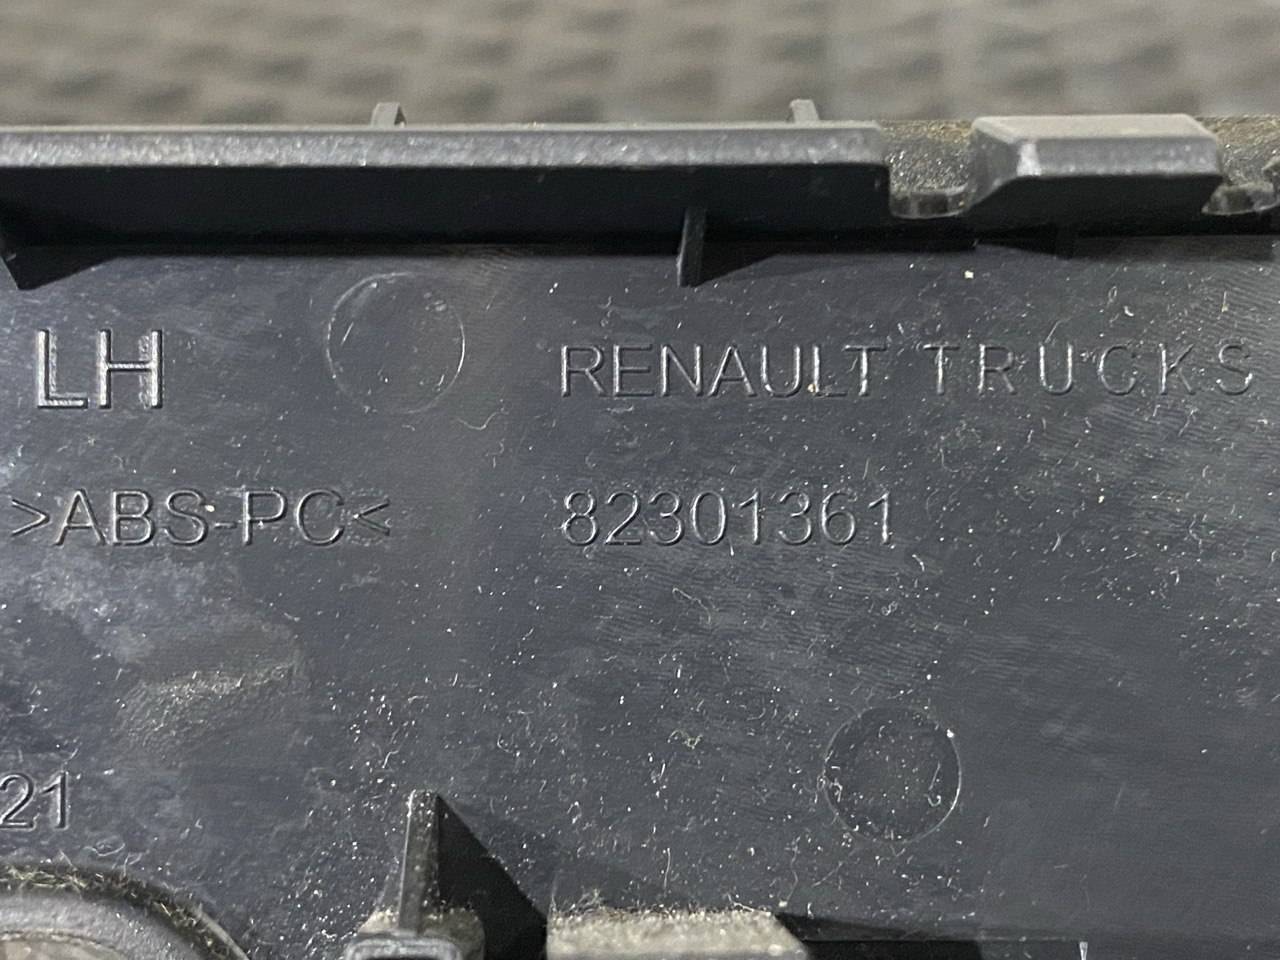 LH
RENAULT TRUCKS
>ABS-PC<
82301361
21